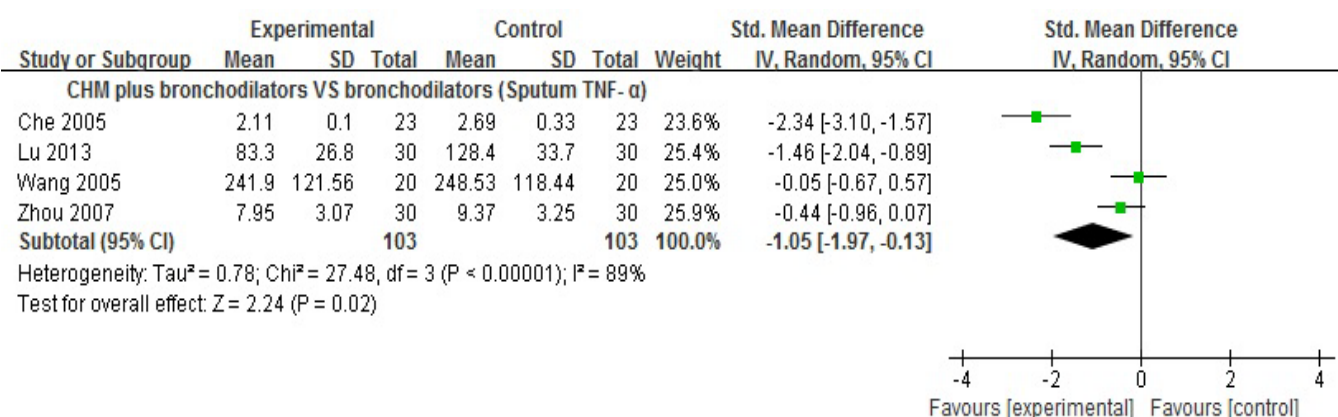 Experimental Control Std. Mean Difference Std. Mean Difference
Study or Subgroup Mean SD Total Mean SD Total Weight IV, Random, 95% CI IV, Random, 95% CI
CHM plus bronchodilators VS bronchodilators (Sputum TNF- α)
Che 2005 2.11 0.1 23 2.69 0.33 23 23.6% -2.34 [-3.10, -1.57]
Lu 2013 83.3 26.8 30 128.4 33.7 30 25.4% -1.46 [-2.04, -0.89]
Wang 2005 241.9 121.56 20 248.53 118.44 20 25.0% -0.05 [-0.67, 0.57]
Zhou 2007 7.95 3.07 30 9.37 3.25 30 25.9% -0.44 [-0.96, 0.07]
Subtotal (95% CI) 103 103 100.0% -1.05 [-1.97, -0.13]
Heterogeneity: Tau² = 0.78; Chi² = 27.48, df = 3 (P < 0.00001); I² = 89%
Test for overall effect: Z = 2.24 (P = 0.02)
-4 -2 0 2 4
Favours [experimental] Favours [control]